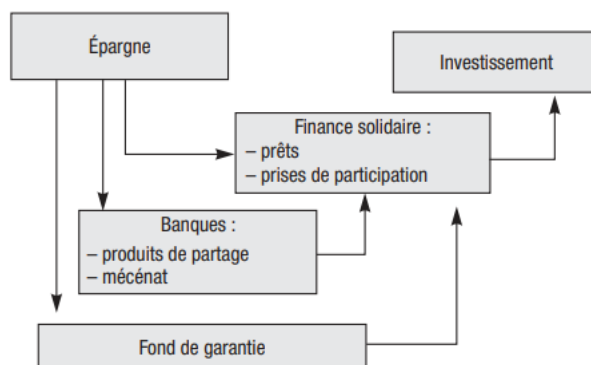 Épargne
Investissement
Finance solidaire :
– prêts
– prises de participation
Banques :
– produits de partage
– mécénat
Fond de garantie